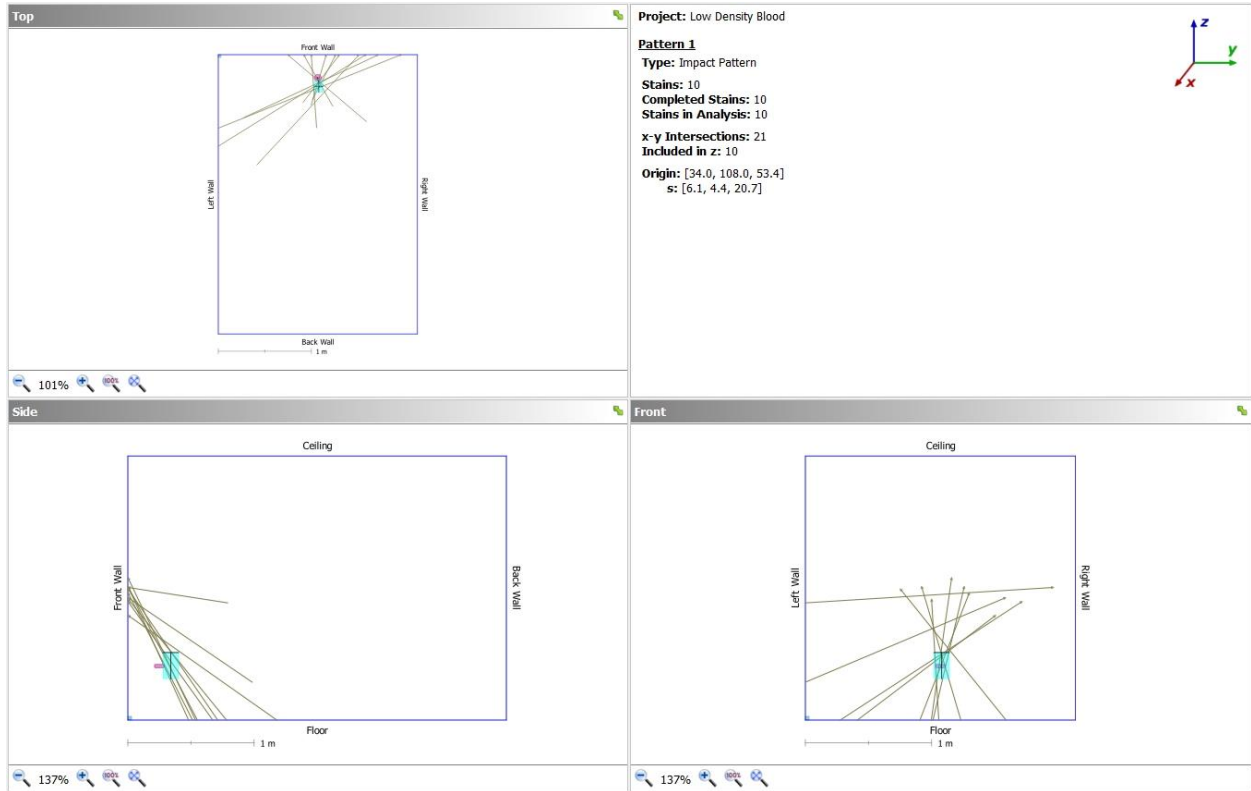 Top
Front Wall
Left Wall
Right Wall
Back Wall
1 m
101%
100%
Project: Low Density Blood
Pattern 1
Type: Impact Pattern
Stains: 10
Completed Stains: 10
Stains in Analysis: 10
x-y Intersections: 21
Included in z: 10
Origin: [34.0, 108.0, 53.4]
s: [6.1, 4.4, 20.7]
z
y
x
Side
Ceiling
Front Wall
Back Wall
Floor
1 m
137%
100%
Front
Ceiling
Left Wall
Right Wall
Floor
1 m
137%
100%